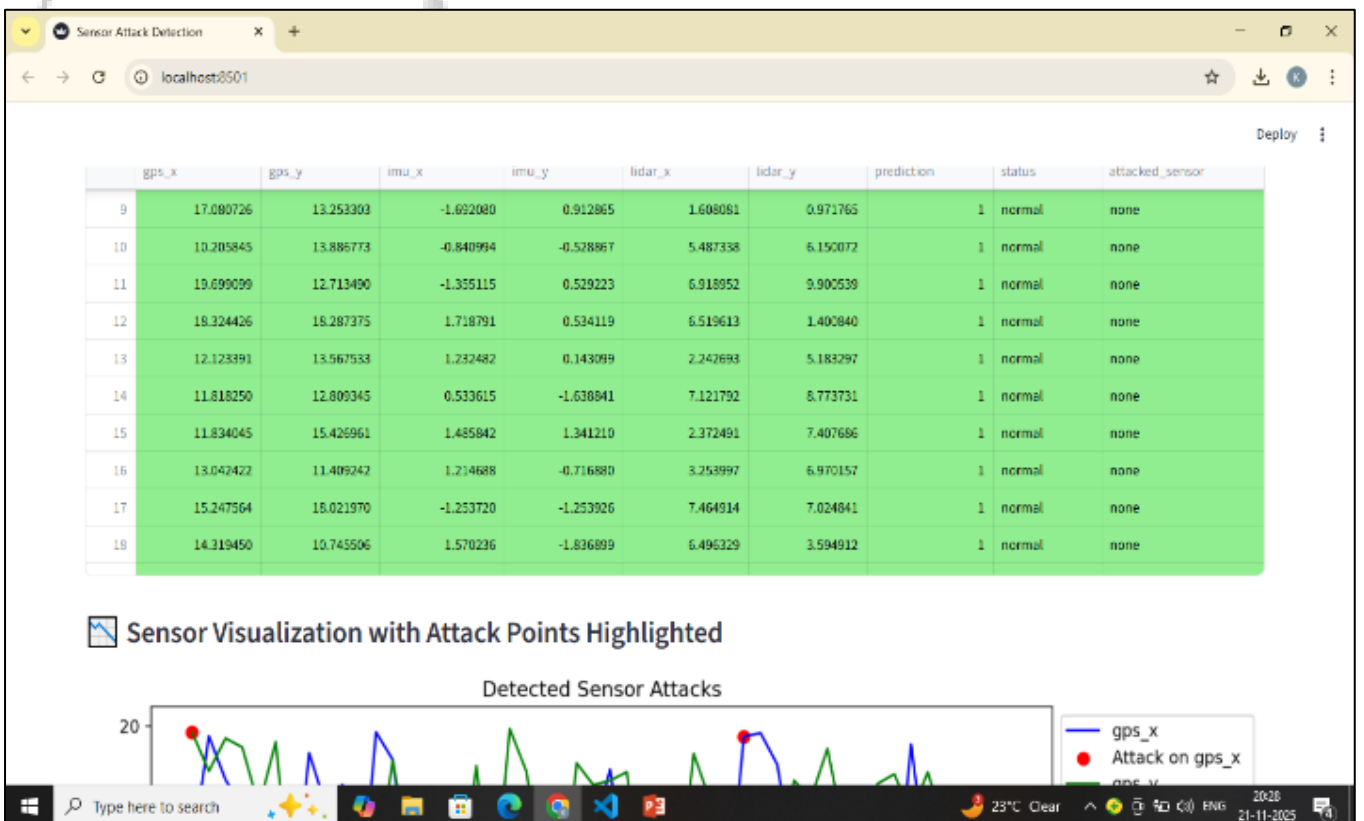 Sensor Attack Detection
localhost:8501
K
Deploy
gps_x gps_y imu_x imu_y lidar_x lidar_y prediction status attacked_sensor
9 17.080726 13.253303 -1.692080 0.912865 1.608081 0.971765 1 normal none
10 10.205845 13.886773 -0.840994 -0.528867 5.487338 6.150072 1 normal none
11 19.699099 12.713490 -1.355115 0.529223 6.918952 9.900539 1 normal none
12 18.324426 18.287375 1.718791 0.534119 6.519613 1.400840 1 normal none
13 12.123391 13.567533 1.232482 0.143099 2.242693 5.183297 1 normal none
14 11.818250 12.809345 0.533615 -1.638841 7.121792 8.773731 1 normal none
15 11.834045 15.426961 1.485842 1.341210 2.372491 7.407686 1 normal none
16 13.042422 11.409242 1.214688 -0.716880 3.253997 6.970157 1 normal none
17 15.247564 18.021970 -1.253720 -1.253926 7.464914 7.024841 1 normal none
18 14.319450 10.745506 1.570236 -1.836899 6.496329 3.594912 1 normal none
Sensor Visualization with Attack Points Highlighted
Detected Sensor Attacks
20
gps_x
Attack on gps_x
gps_y
Type here to search
23°C Clear
ENG
20:28
21-11-2025
4